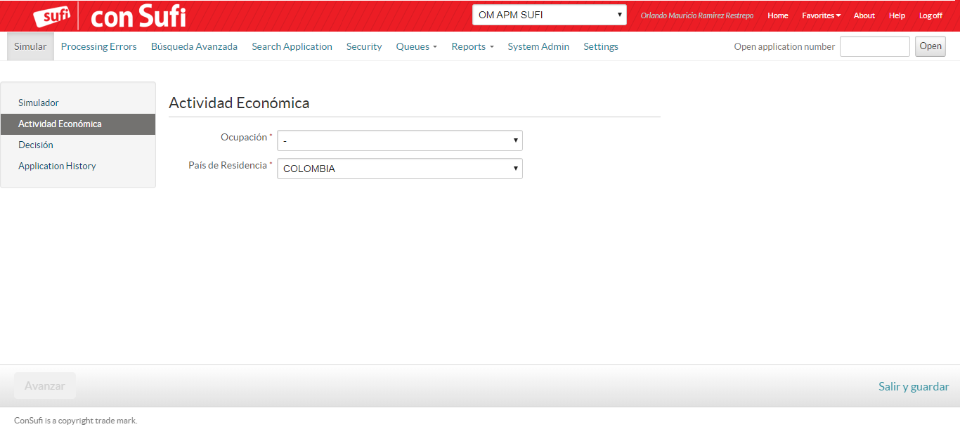 sufi con Sufi OM APM SUFI Orlando Mauricio Ramírez Restrepo Home Favorites About Help Log off
Simular Processing Errors Búsqueda Avanzada Search Application Security Queues Reports System Admin Settings Open application number Open
Simulador
Actividad Económica
Decisión
Application History
Actividad Económica
Ocupación * -
País de Residencia * COLOMBIA
Avanzar Salir y guardar
ConSufi is a copyright trade mark.